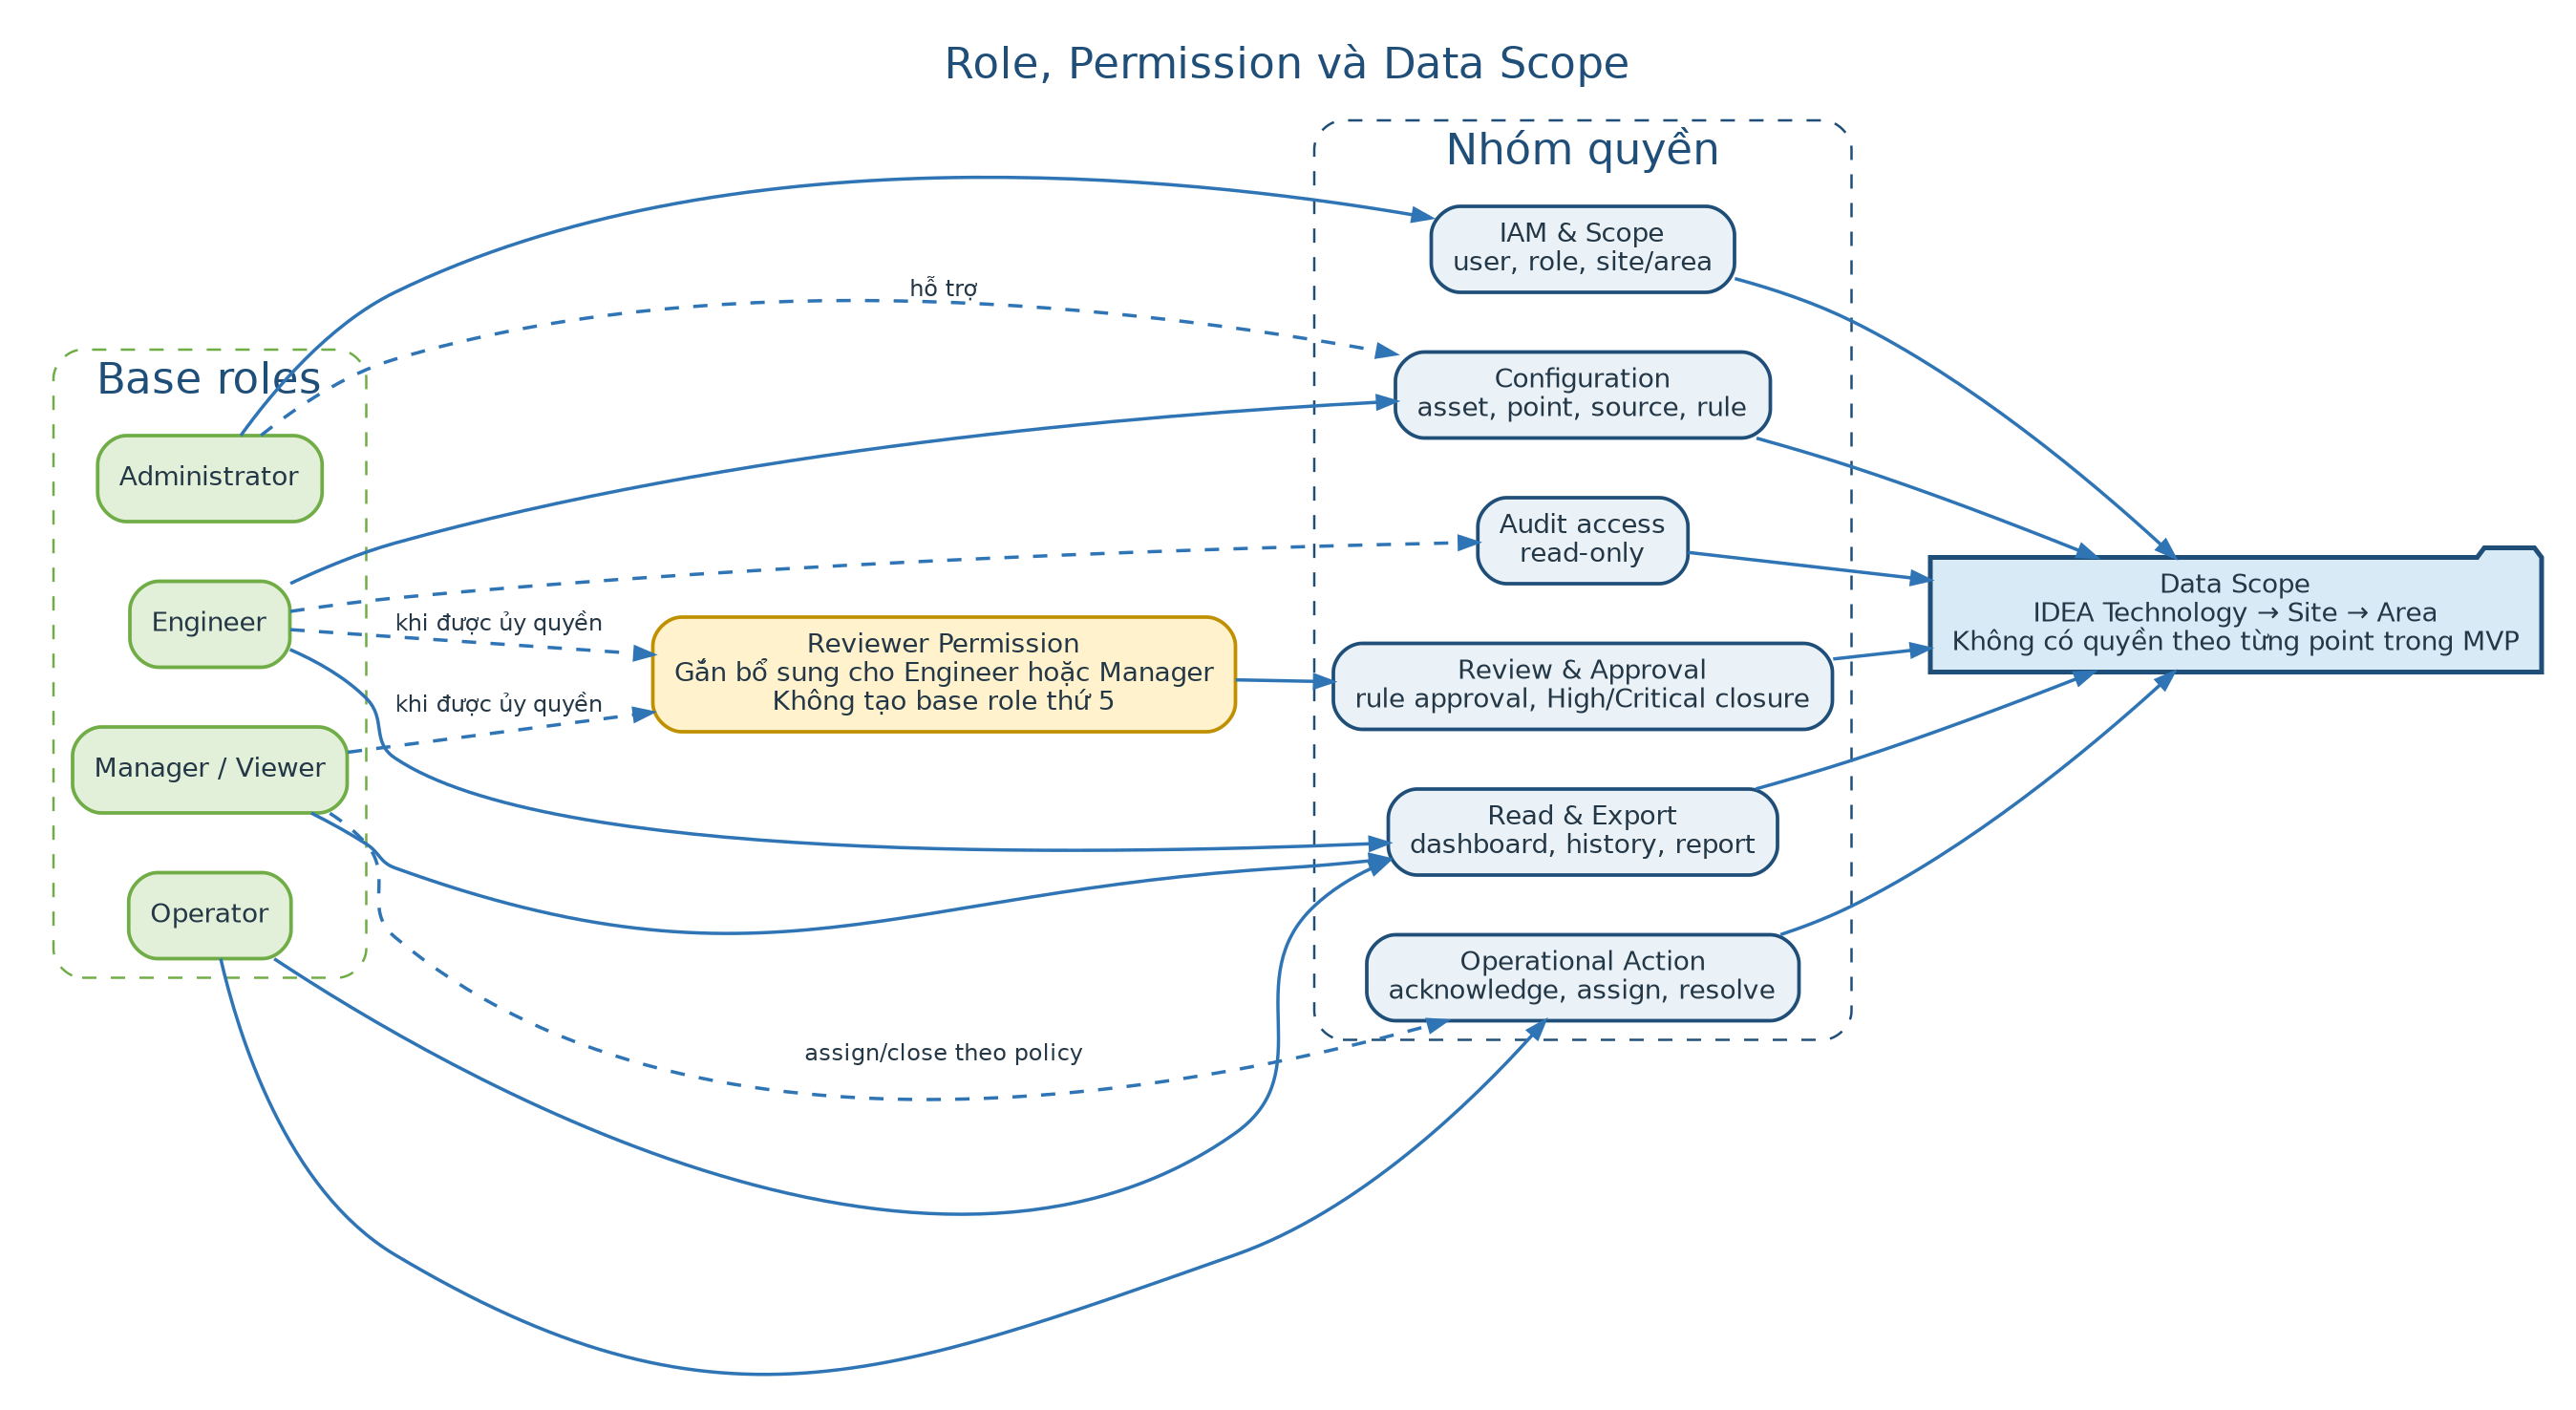 Role, Permission và Data Scope
Base roles
Administrator
Engineer
Manager / Viewer
Operator
hỗ trợ
khi được ủy quyền
khi được ủy quyền
assign/close theo policy
Reviewer Permission
Gắn bổ sung cho Engineer hoặc Manager
Không tạo base role thứ 5
Nhóm quyền
IAM & Scope
user, role, site/area
Configuration
asset, point, source, rule
Audit access
read-only
Review & Approval
rule approval, High/Critical closure
Read & Export
dashboard, history, report
Operational Action
acknowledge, assign, resolve
Data Scope
IDEA Technology → Site → Area
Không có quyền theo từng point trong MVP